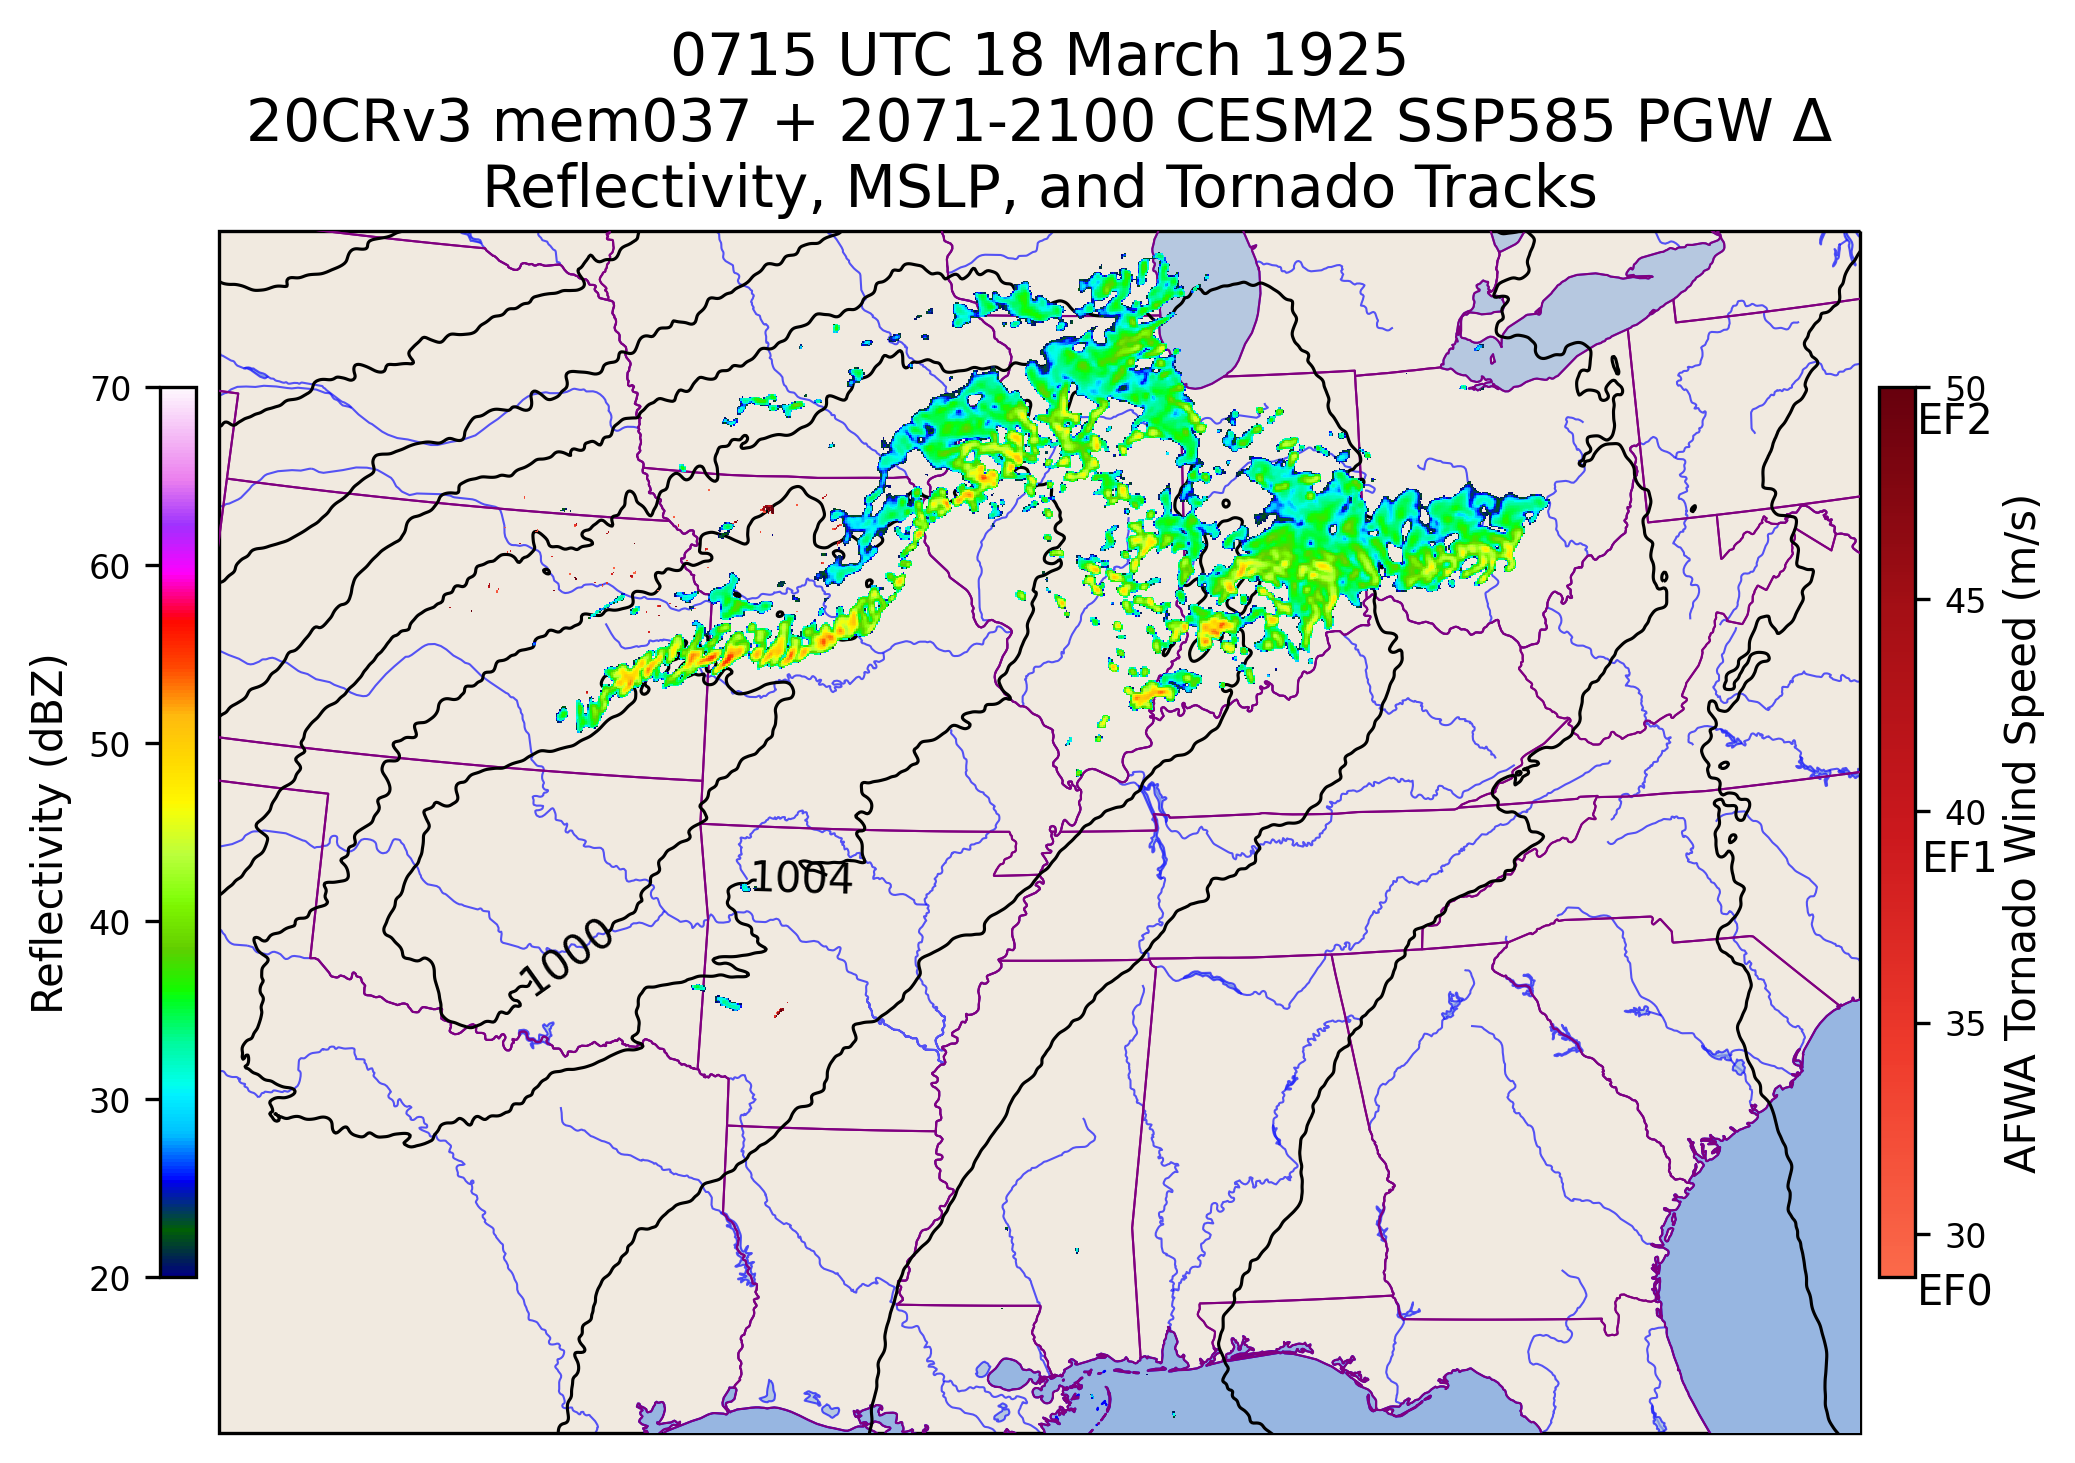 0715 UTC 18 March 1925
20CRv3 mem037 + 2071-2100 CESM2 SSP585 PGW Δ
Reflectivity, MSLP, and Tornado Tracks
70
60
50
40
30
20
Reflectivity (dBZ)
1004
1000
50
EF2
45
40
EF1
35
30
EF0
AFWA Tornado Wind Speed (m/s)